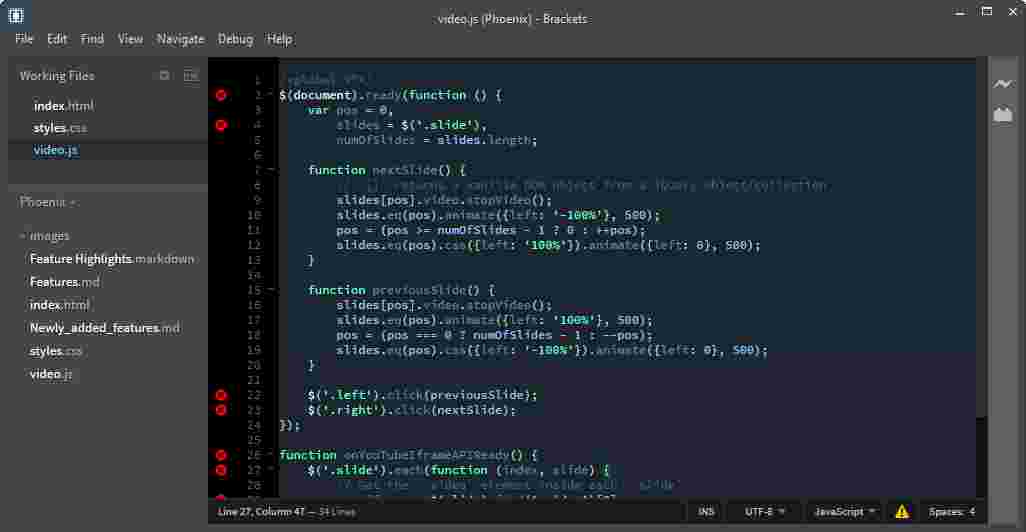 video.js (Phoenix) - Brackets
File Edit Find View Navigate Debug Help
Working Files
index.html
styles.css
video.js
Phoenix
images
Feature Highlights.markdown
Features.md
index.html
Newly_added_features.md
styles.css
video.js
1
2 $(document).ready(function () {
3 var pos = 0,
4 slides = $('.slide'),
5 numOfSlides = slides.length;
6
7 function nextSlide() {
8 returns a vanilla DOM object from a jQuery object/collection
9 slides[pos].video.stopVideo();
10 slides.eq(pos).animate({left: '-100%'}, 500);
11 pos = (pos >= numOfSlides - 1 ? 0 : ++pos);
12 slides.eq(pos).css({left: '100%'}).animate({left: 0}, 500);
13 }
14
15 function previousSlide() {
16 slides[pos].video.stopVideo();
17 slides.eq(pos).animate({left: '100%'}, 500);
18 pos = (pos === 0 ? numOfSlides - 1 : --pos);
19 slides.eq(pos).css({left: '-100%'}).animate({left: 0}, 500);
20 }
21
22 $('.left').click(previousSlide);
23 $('.right').click(nextSlide);
24 });
25
26 function onYouTubeIframeAPIReady() {
27 $('.slide').each(function (index, slide) {
28 // Get the `.video` element inside each `.slide`
Line 27, Column 47 — 34 Lines
INS UTF-8 JavaScript Spaces: 4